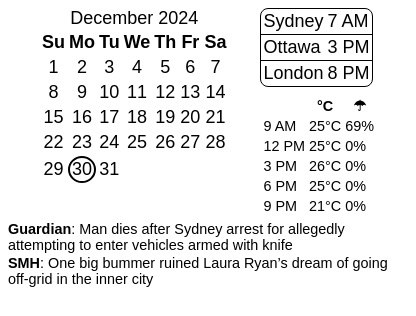 December 2024
Su Mo Tu We Th Fr Sa
1 2 3 4 5 6 7
8 9 10 11 12 13 14
15 16 17 18 19 20 21
22 23 24 25 26 27 28
29 30 31
Sydney 7 AM
Ottawa 3 PM
London 8 PM
°C ☂
9 AM 25°C 69%
12 PM 25°C 0%
3 PM 26°C 0%
6 PM 25°C 0%
9 PM 21°C 0%
Guardian: Man dies after Sydney arrest for allegedly
attempting to enter vehicles armed with knife
SMH: One big bummer ruined Laura Ryan’s dream of going
off-grid in the inner city